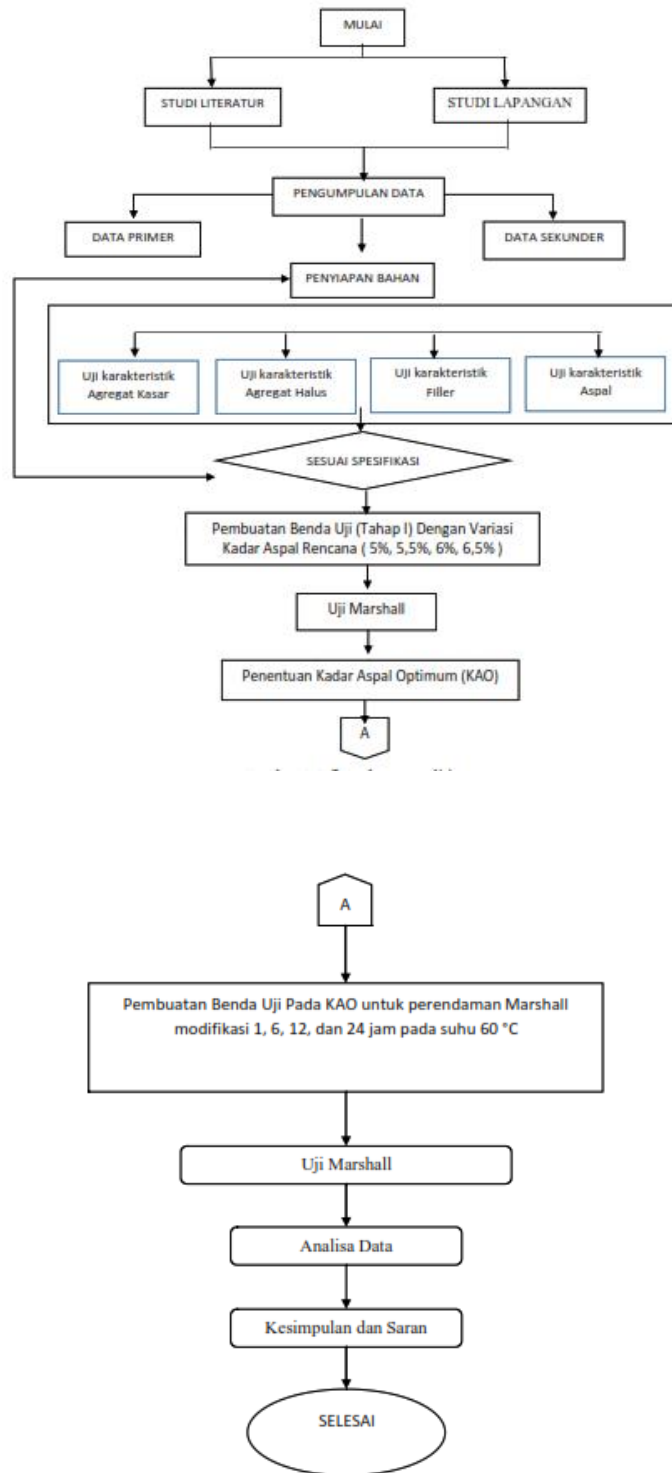 MULAI
STUDI LITERATUR
STUDI LAPANGAN
PENGUMPULAN DATA
DATA PRIMER
DATA SEKUNDER
PENYIAPAN BAHAN
Uji karakteristik
Agregat Kasar
Uji karakteristik
Agregat Halus
Uji karakteristik
Filler
Uji karakteristik
Aspal
SESUAI SPESIFIKASI
Pembuatan Benda Uji (Tahap I) Dengan Variasi
Kadar Aspal Rencana ( 5%, 5,5%, 6%, 6,5% )
Uji Marshall
Penentuan Kadar Aspal Optimum (KAO)
A
A
Pembuatan Benda Uji Pada KAO untuk perendaman Marshall
modifikasi 1, 6, 12, dan 24 jam pada suhu 60 °C
Uji Marshall
Analisa Data
Kesimpulan dan Saran
SELESAI